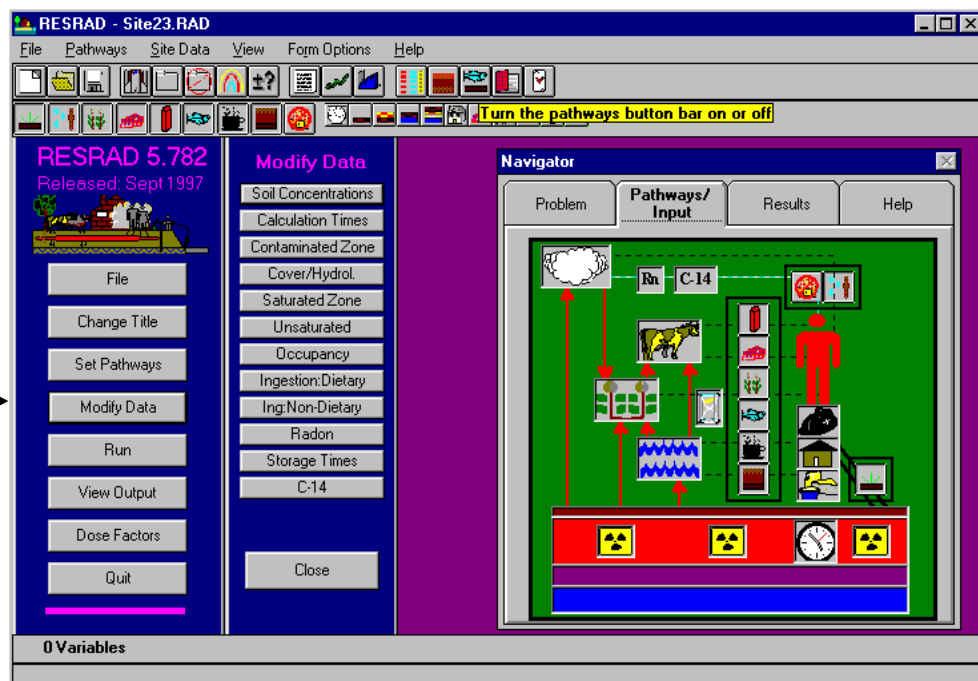 RESRAD - Site23.RAD
File Pathways Site Data View Form Options Help
±?
Turn the pathways button bar on or off
RESRAD 5.782
Released: Sept 1997
File
Change Title
Set Pathways
Modify Data
Run
View Output
Dose Factors
Quit
Modify Data
Soil Concentrations
Calculation Times
Contaminated Zone
Cover/Hydrol.
Saturated Zone
Unsaturated
Occupancy
Ingestion:Dietary
Ing:Non-Dietary
Radon
Storage Times
C-14
Close
Navigator
Problem
Pathways/
Input
Results
Help
Rn C-14
0 Variables